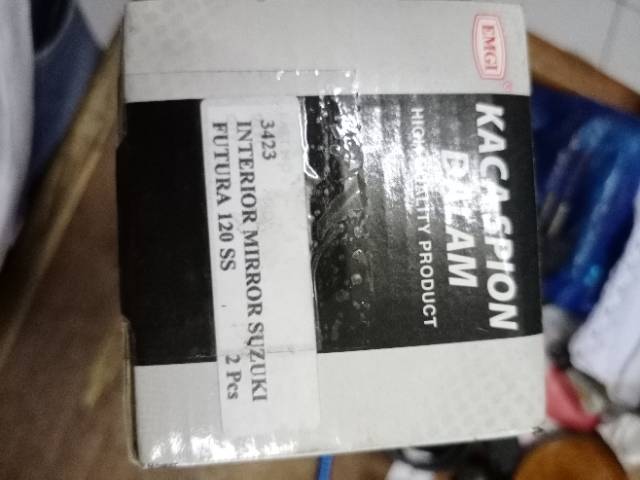 EMGI
KACA SPION
DALAM
HIGH QUALITY PRODUCT
3423
INTERIOR MIRROR SUZUKI
FUTURA 120 SS 2 Pcs